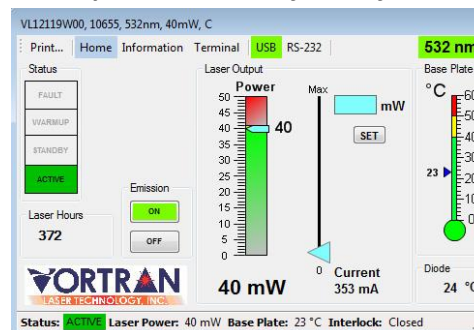 VL12119W00, 10655, 532nm, 40mW, C
Print... Home Information Terminal USB RS-232 532 nm
Status Laser Output Base Plate
FAULT
WARMUP
STANDBY
ACTIVE
Emission
ON
OFF
Laser Hours
372
Power
50
45
40
35
30
25
20
15
10
5
0
40
40 mW
Max
0
mW
SET
Current
353 mA
°C
60
50
40
30
20
10
0
23
Diode
24 °C
VORTRAN
LASER TECHNOLOGY, INC.
Status: ACTIVE Laser Power: 40 mW Base Plate: 23 °C Interlock: Closed